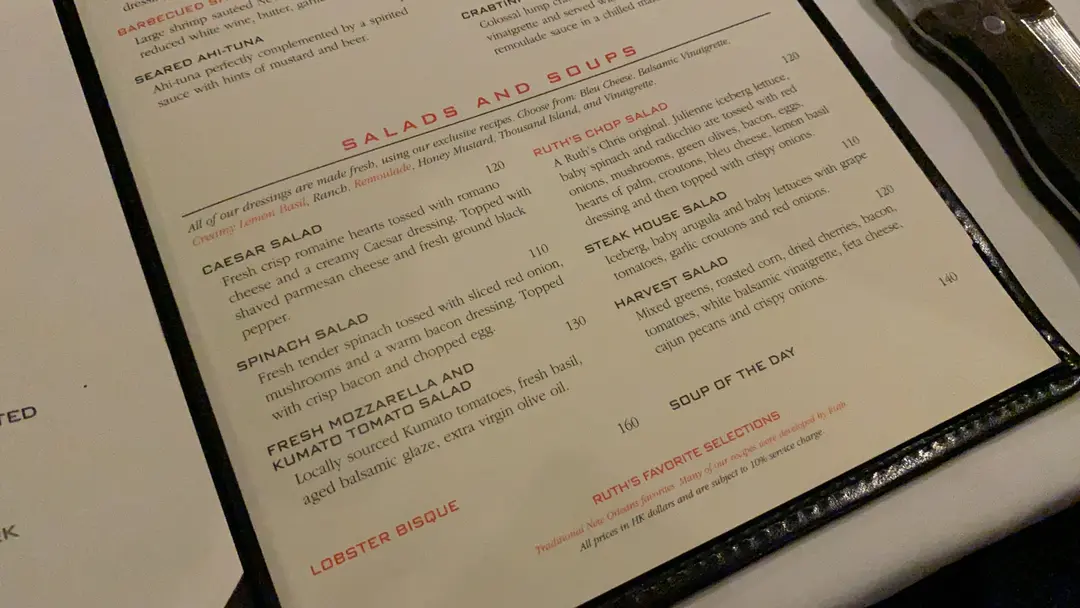 dressi
BARBECUED S
Large shrimp sautéed N
reduced white wine, butter, garli
SEARED AHI-TUNA
Ahi-tuna perfectly complemented by a spirited
sauce with hints of mustard and beer.
CRABTIN
Colossal lump cra
vinaigrette and served wi
remoulade sauce in a chilled ma
SALADS AND SOUPS
All of our dressings are made fresh, using our exclusive recipes. Choose from: Bleu Cheese, Balsamic Vinaigrette,
Creamy Lemon Basil, Ranch, Remoulade, Honey Mustard, Thousand Island, and Vinaigrette.
CAESAR SALAD 120
Fresh crisp romaine hearts tossed with romano
cheese and a creamy Caesar dressing. Topped with
shaved parmesan cheese and fresh ground black
pepper.
SPINACH SALAD 110
Fresh tender spinach tossed with sliced red onion,
mushrooms and a warm bacon dressing. Topped
with crisp bacon and chopped egg.
FRESH MOZZARELLA AND 130
KUMATO TOMATO SALAD
Locally sourced Kumato tomatoes, fresh basil,
aged balsamic glaze, extra virgin olive oil.
LOBSTER BISQUE 160
RUTH'S CHOP SALAD 120
A Ruth's Chris original. Julienne iceberg lettuce,
baby spinach and radicchio are tossed with red
onions, mushrooms, green olives, bacon, eggs,
hearts of palm, croutons, bleu cheese, lemon basil
dressing and then topped with crispy onions.
STEAK HOUSE SALAD 110
Iceberg, baby arugula and baby lettuces with grape
tomatoes, garlic croutons and red onions.
HARVEST SALAD 120
Mixed greens, roasted corn, dried cherries, bacon,
tomatoes, white balsamic vinaigrette, feta cheese,
cajun pecans and crispy onions.
SOUP OF THE DAY 140
RUTH'S FAVORITE SELECTIONS
Traditional New Orleans favorites. Many of our recipes were developed by Ruth
All prices in HK dollars and are subject to 10% service charge.
TED
EK